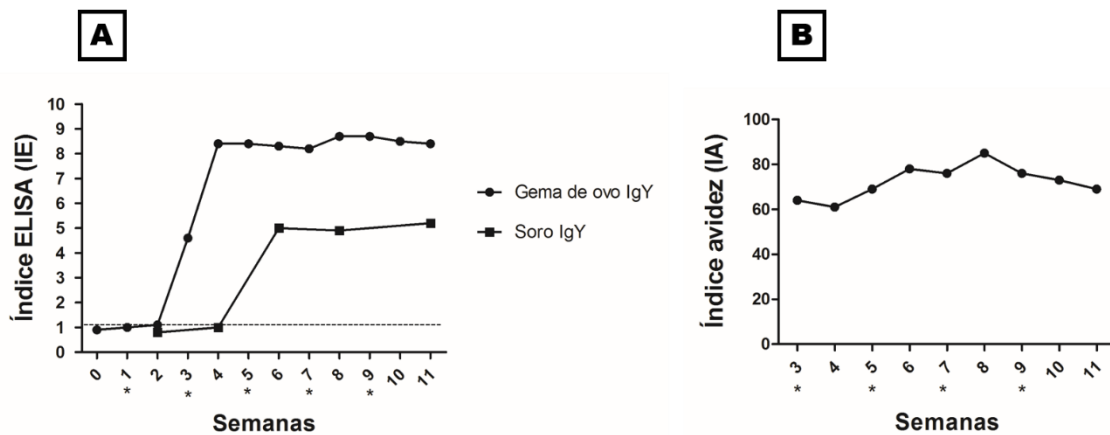 A
Índice ELISA (IE)
10
9
8
7
6
5
4
3
2
1
0
0 1 2 3 4 5 6 7 8 9 10 11
* * * * *
Semanas
Gema de ovo IgY
Soro IgY
B
Índice avidez (IA)
100
80
60
40
20
0
3 4 5 6 7 8 9 10 11
* * * *
Semanas